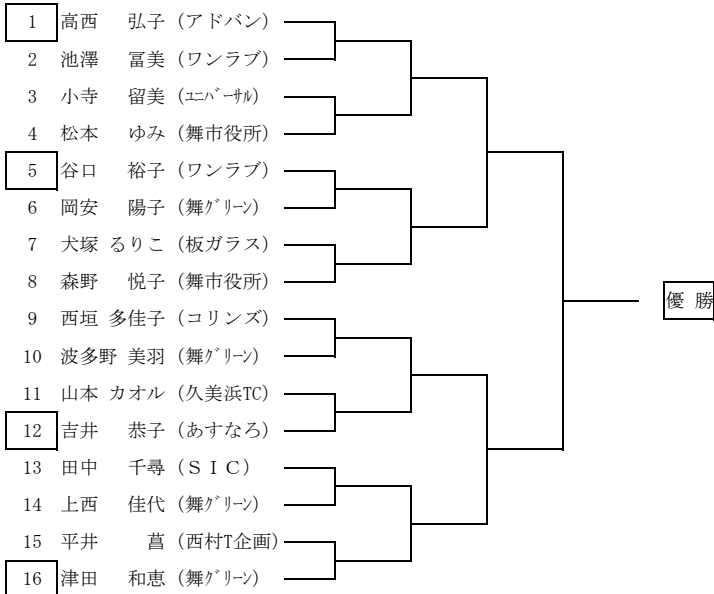 1 高西 弘子 (アドバン)
2 池澤 冨美 (ワンラブ)
3 小寺 留美 (ﾕﾆﾊﾞｰｻﾙ)
4 松本 ゆみ (舞市役所)
5 谷口 裕子 (ワンラブ)
6 岡安 陽子 (舞ｸﾞﾘｰﾝ)
7 犬塚 るりこ (板ガラス)
8 森野 悦子 (舞市役所)
優 勝
9 西垣 多佳子 (コリンズ)
10 波多野 美羽 (舞ｸﾞﾘｰﾝ)
11 山本 カオル (久美浜TC)
12 吉井 恭子 (あすなろ)
13 田中 千尋 (ＳＩＣ)
14 上西 佳代 (舞ｸﾞﾘｰﾝ)
15 平井 菖 (西村T企画)
16 津田 和恵 (舞ｸﾞﾘｰﾝ)